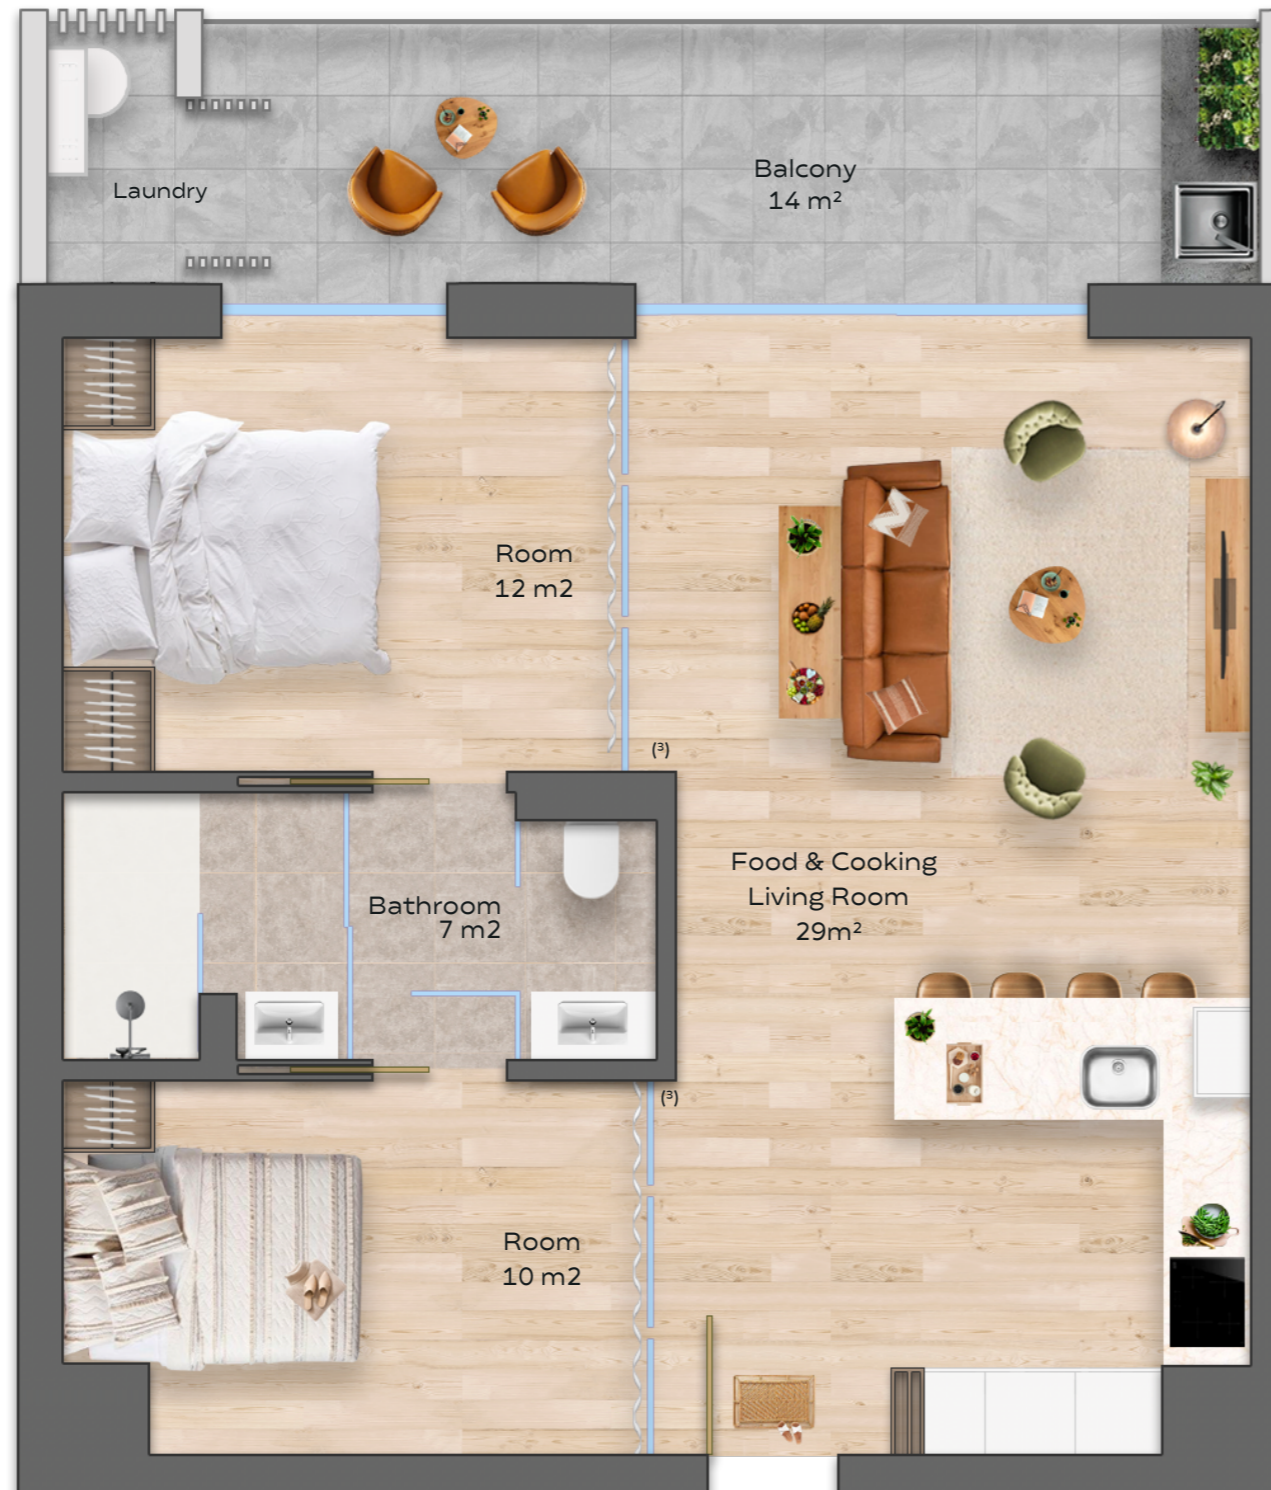 Laundry
Balcony
14 m²
Room
12 m2
(³)
Food & Cooking
Living Room
29m²
Bathroom
7 m2
(³)
Room
10 m2